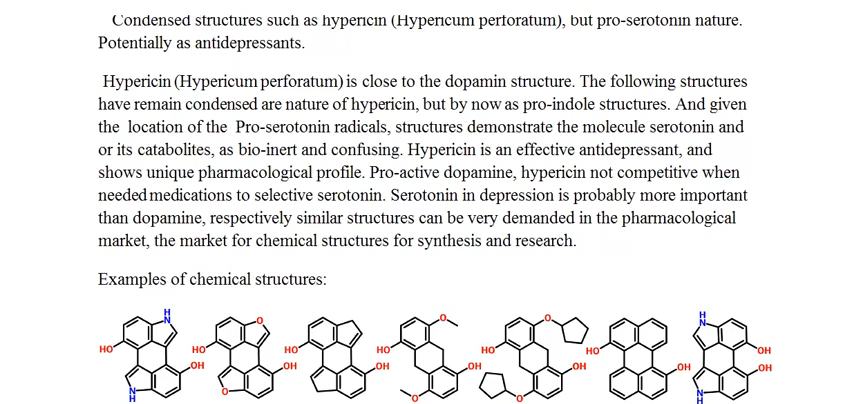 Condensed structures such as hypericin (Hypericum perforatum), but pro-serotonin nature.
Potentially as antidepressants.
Hypericin (Hypericum perforatum) is close to the dopamin structure. The following structures
have remain condensed are nature of hypericin, but by now as pro-indole structures. And given
the location of the Pro-serotonin radicals, structures demonstrate the molecule serotonin and
or its catabolites, as bio-inert and confusing. Hypericin is an effective antidepressant, and
shows unique pharmacological profile. Pro-active dopamine, hypericin not competitive when
needed medications to selective serotonin. Serotonin in depression is probably more important
than dopamine, respectively similar structures can be very demanded in the pharmacological
market, the market for chemical structures for synthesis and research.
Examples of chemical structures:
H N HO OH N H
O HO OH O
HO OH
O HO OH O
O HO OH O
HO OH
H N OH OH N H